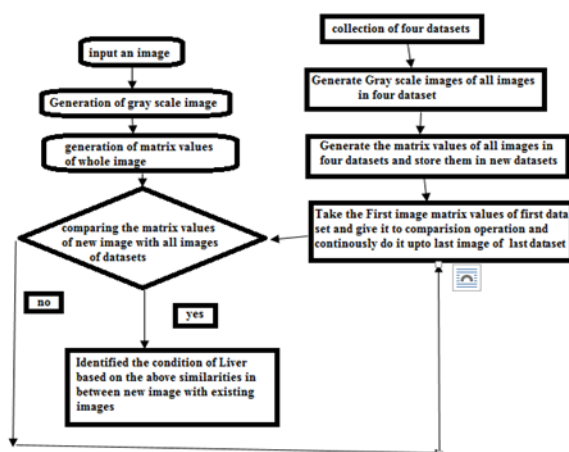 input an image
Generation of gray scale image
generation of matrix values
of whole image
comparing the matrix values
of new image with all images
of datasets
no
yes
Identified the condition of Liver
based on the above similarities in
between new image with existing
images
collection of four datasets
Generate Gray scale images of all images
in four dataset
Generate the matrix values of all images in
four datasets and store them in new datasets
Take the First image matrix values of first data
set and give it to comparision operation and
continously do it upto last image of last dataset